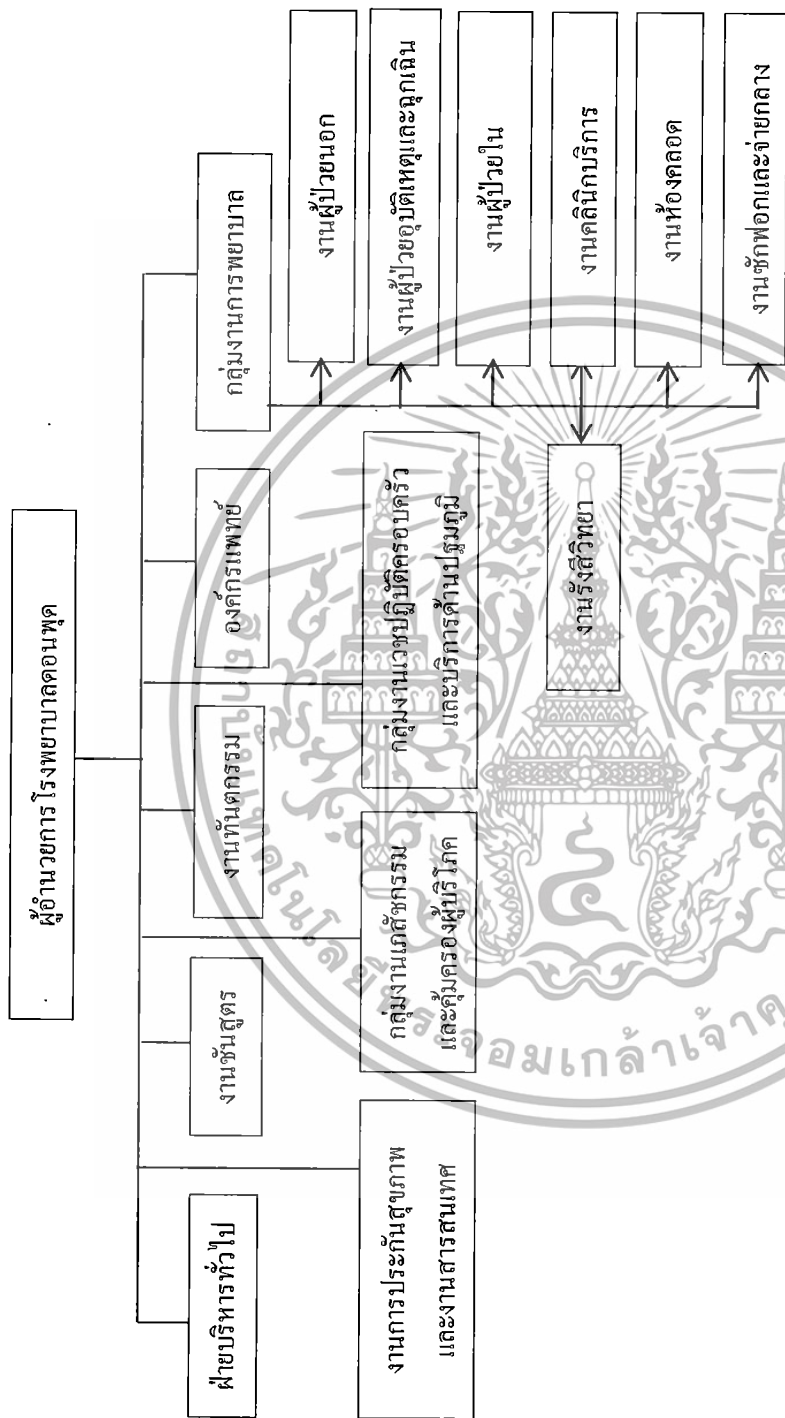 ผู้อำนวยการโรงพยาบาลดอนพุด
ฝ่ายบริหารทั่วไป
งานชันสูตร
งานทันตกรรม
องค์กรแพทย์
กลุ่มงานการพยาบาล
งานการประกันสุขภาพ
และงานสารสนเทศ
กลุ่มงานเภสัชกรรม
และคุ้มครองผู้บริโภค
กลุ่มงานเวชปฏิบัติครอบครัว
และบริการด้านปฐมภูมิ
งานรังสีวิทยา
งานผู้ป่วยนอก
งานผู้ป่วยอุบัติเหตุและฉุกเฉิน
งานผู้ป่วยใน
งานคลินิกบริการ
งานห้องคลอด
งานซักฟอกและจ่ายกลาง